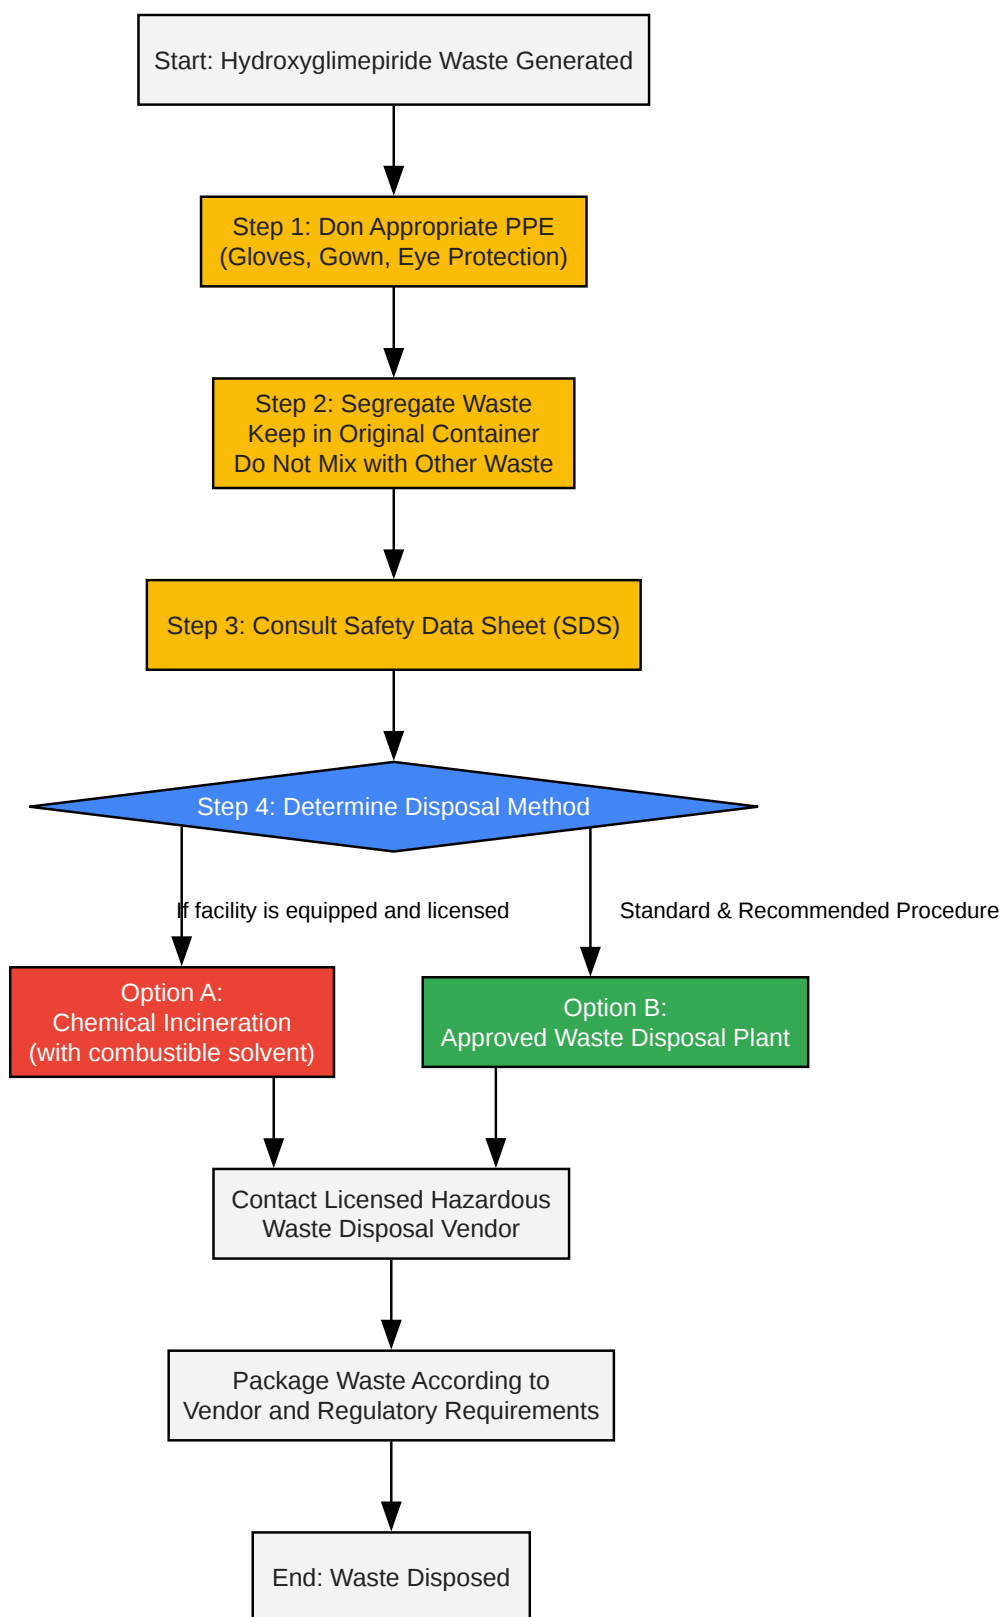 Start: Hydroxyglimepiride Waste Generated
Step 1: Don Appropriate PPE
(Gloves, Gown, Eye Protection)
Step 2: Segregate Waste
Keep in Original Container
Do Not Mix with Other Waste
Step 3: Consult Safety Data Sheet (SDS)
Step 4: Determine Disposal Method
If facility is equipped and licensed
Standard & Recommended Procedure
Option A:
Chemical Incineration
(with combustible solvent)
Option B:
Approved Waste Disposal Plant
Contact Licensed Hazardous
Waste Disposal Vendor
Package Waste According to
Vendor and Regulatory Requirements
End: Waste Disposed